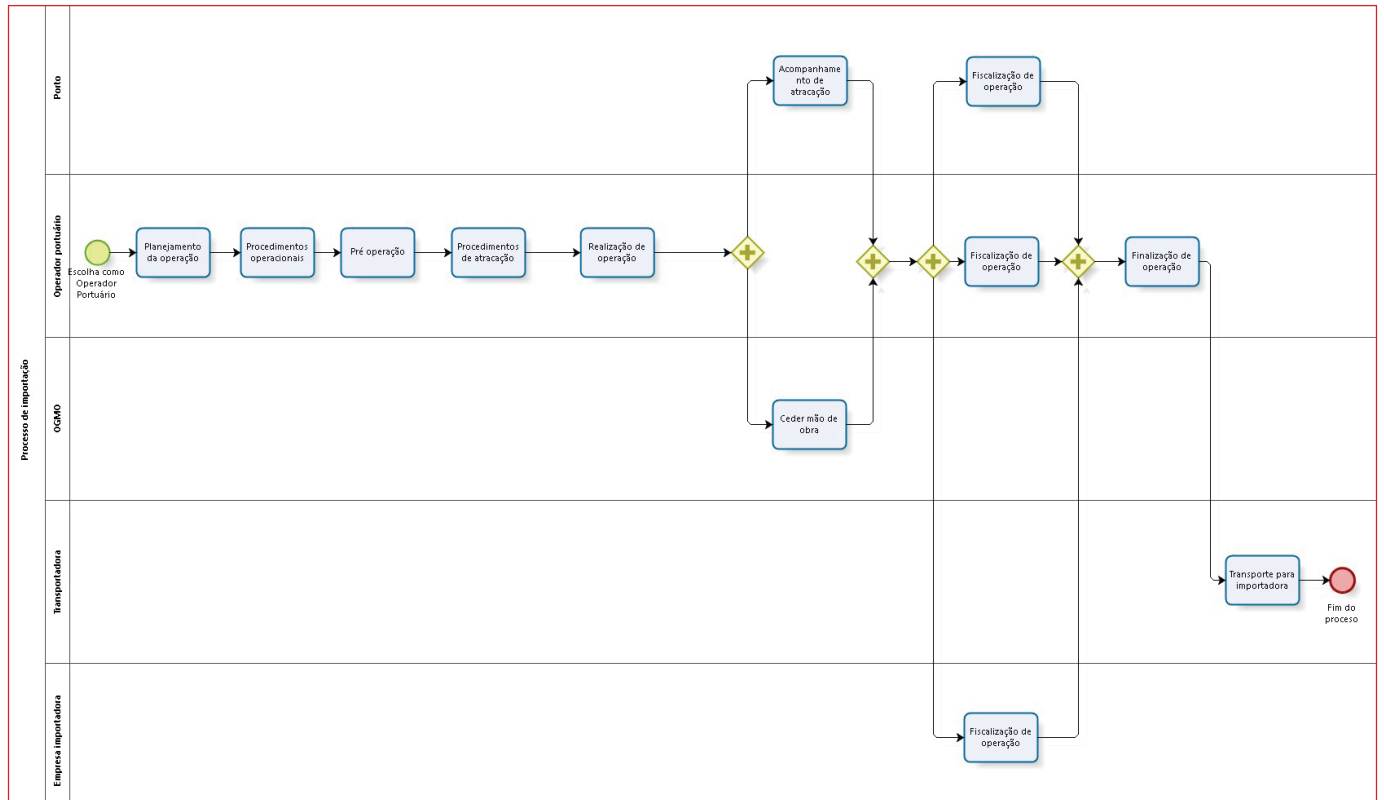 Processo de importação
Porto
Acompanhame
nto de
atracação
Fiscalização de
operação
Operador portuário
Escolha como
Operador
Portuário
Planejamento
da operação
Procedimentos
operacionais
Pré operação
Procedimentos
de atracação
Realização de
operação
Fiscalização de
operação
Finalização de
operação
OGMO
Ceder mão de
obra
Transportadora
Transporte para
importadora
Fim do
proceso
Empresa importadora
Fiscalização de
operação